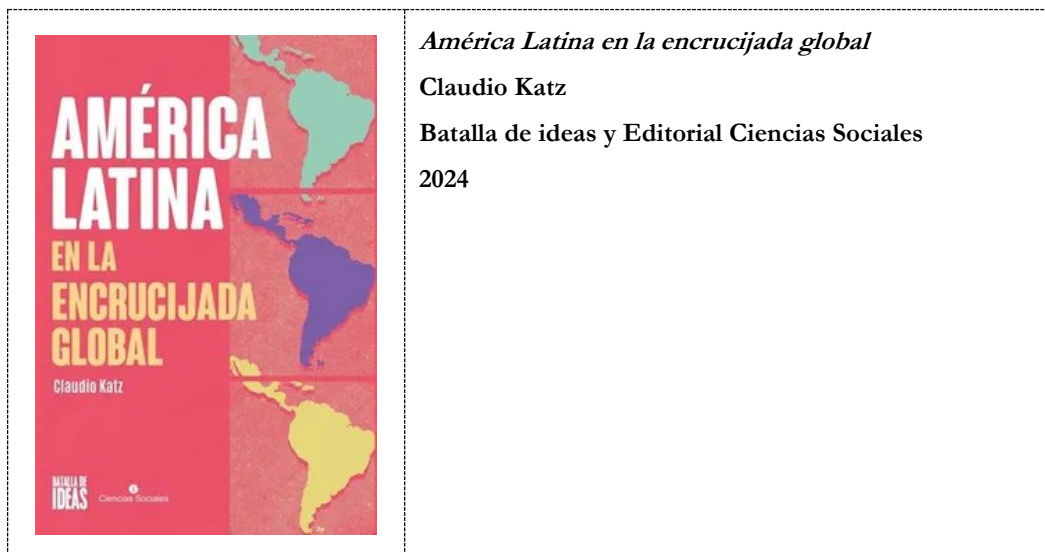 AMÉRICA
LATINA
EN LA
ENCRUCIJADA
GLOBAL
Claudio Katz
BATALLA DE
IDEAS
Ciencias Sociales
América Latina en la encrucijada global
Claudio Katz
Batalla de ideas y Editorial Ciencias Sociales
2024